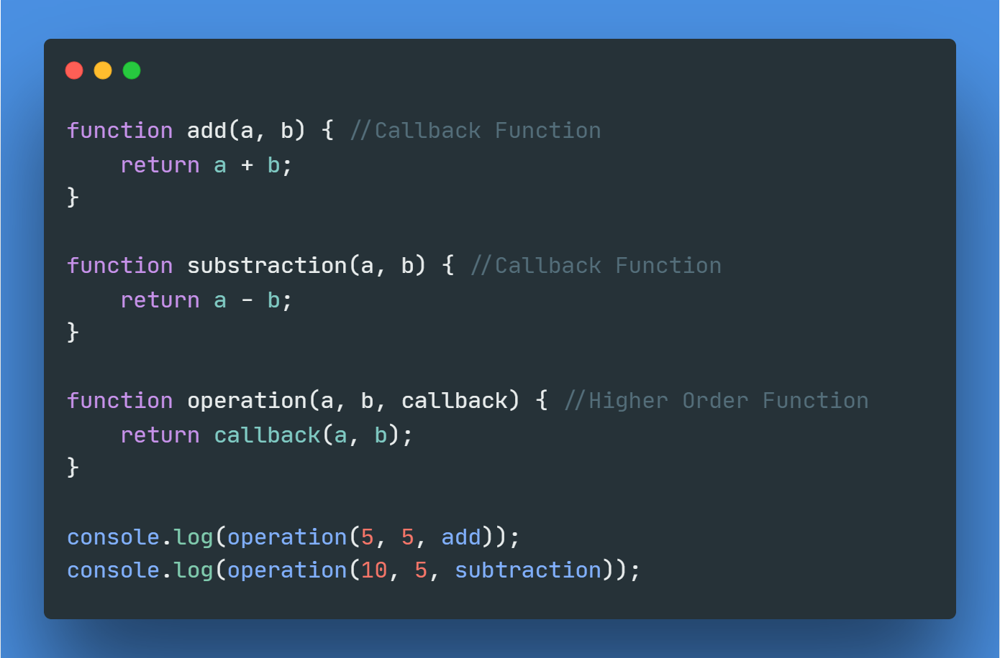 function add(a, b) { //Callback Function
    return a + b;
}

function substraction(a, b) { //Callback Function
    return a - b;
}

function operation(a, b, callback) { //Higher Order Function
    return callback(a, b);
}

console.log(operation(5, 5, add));
console.log(operation(10, 5, subtraction));